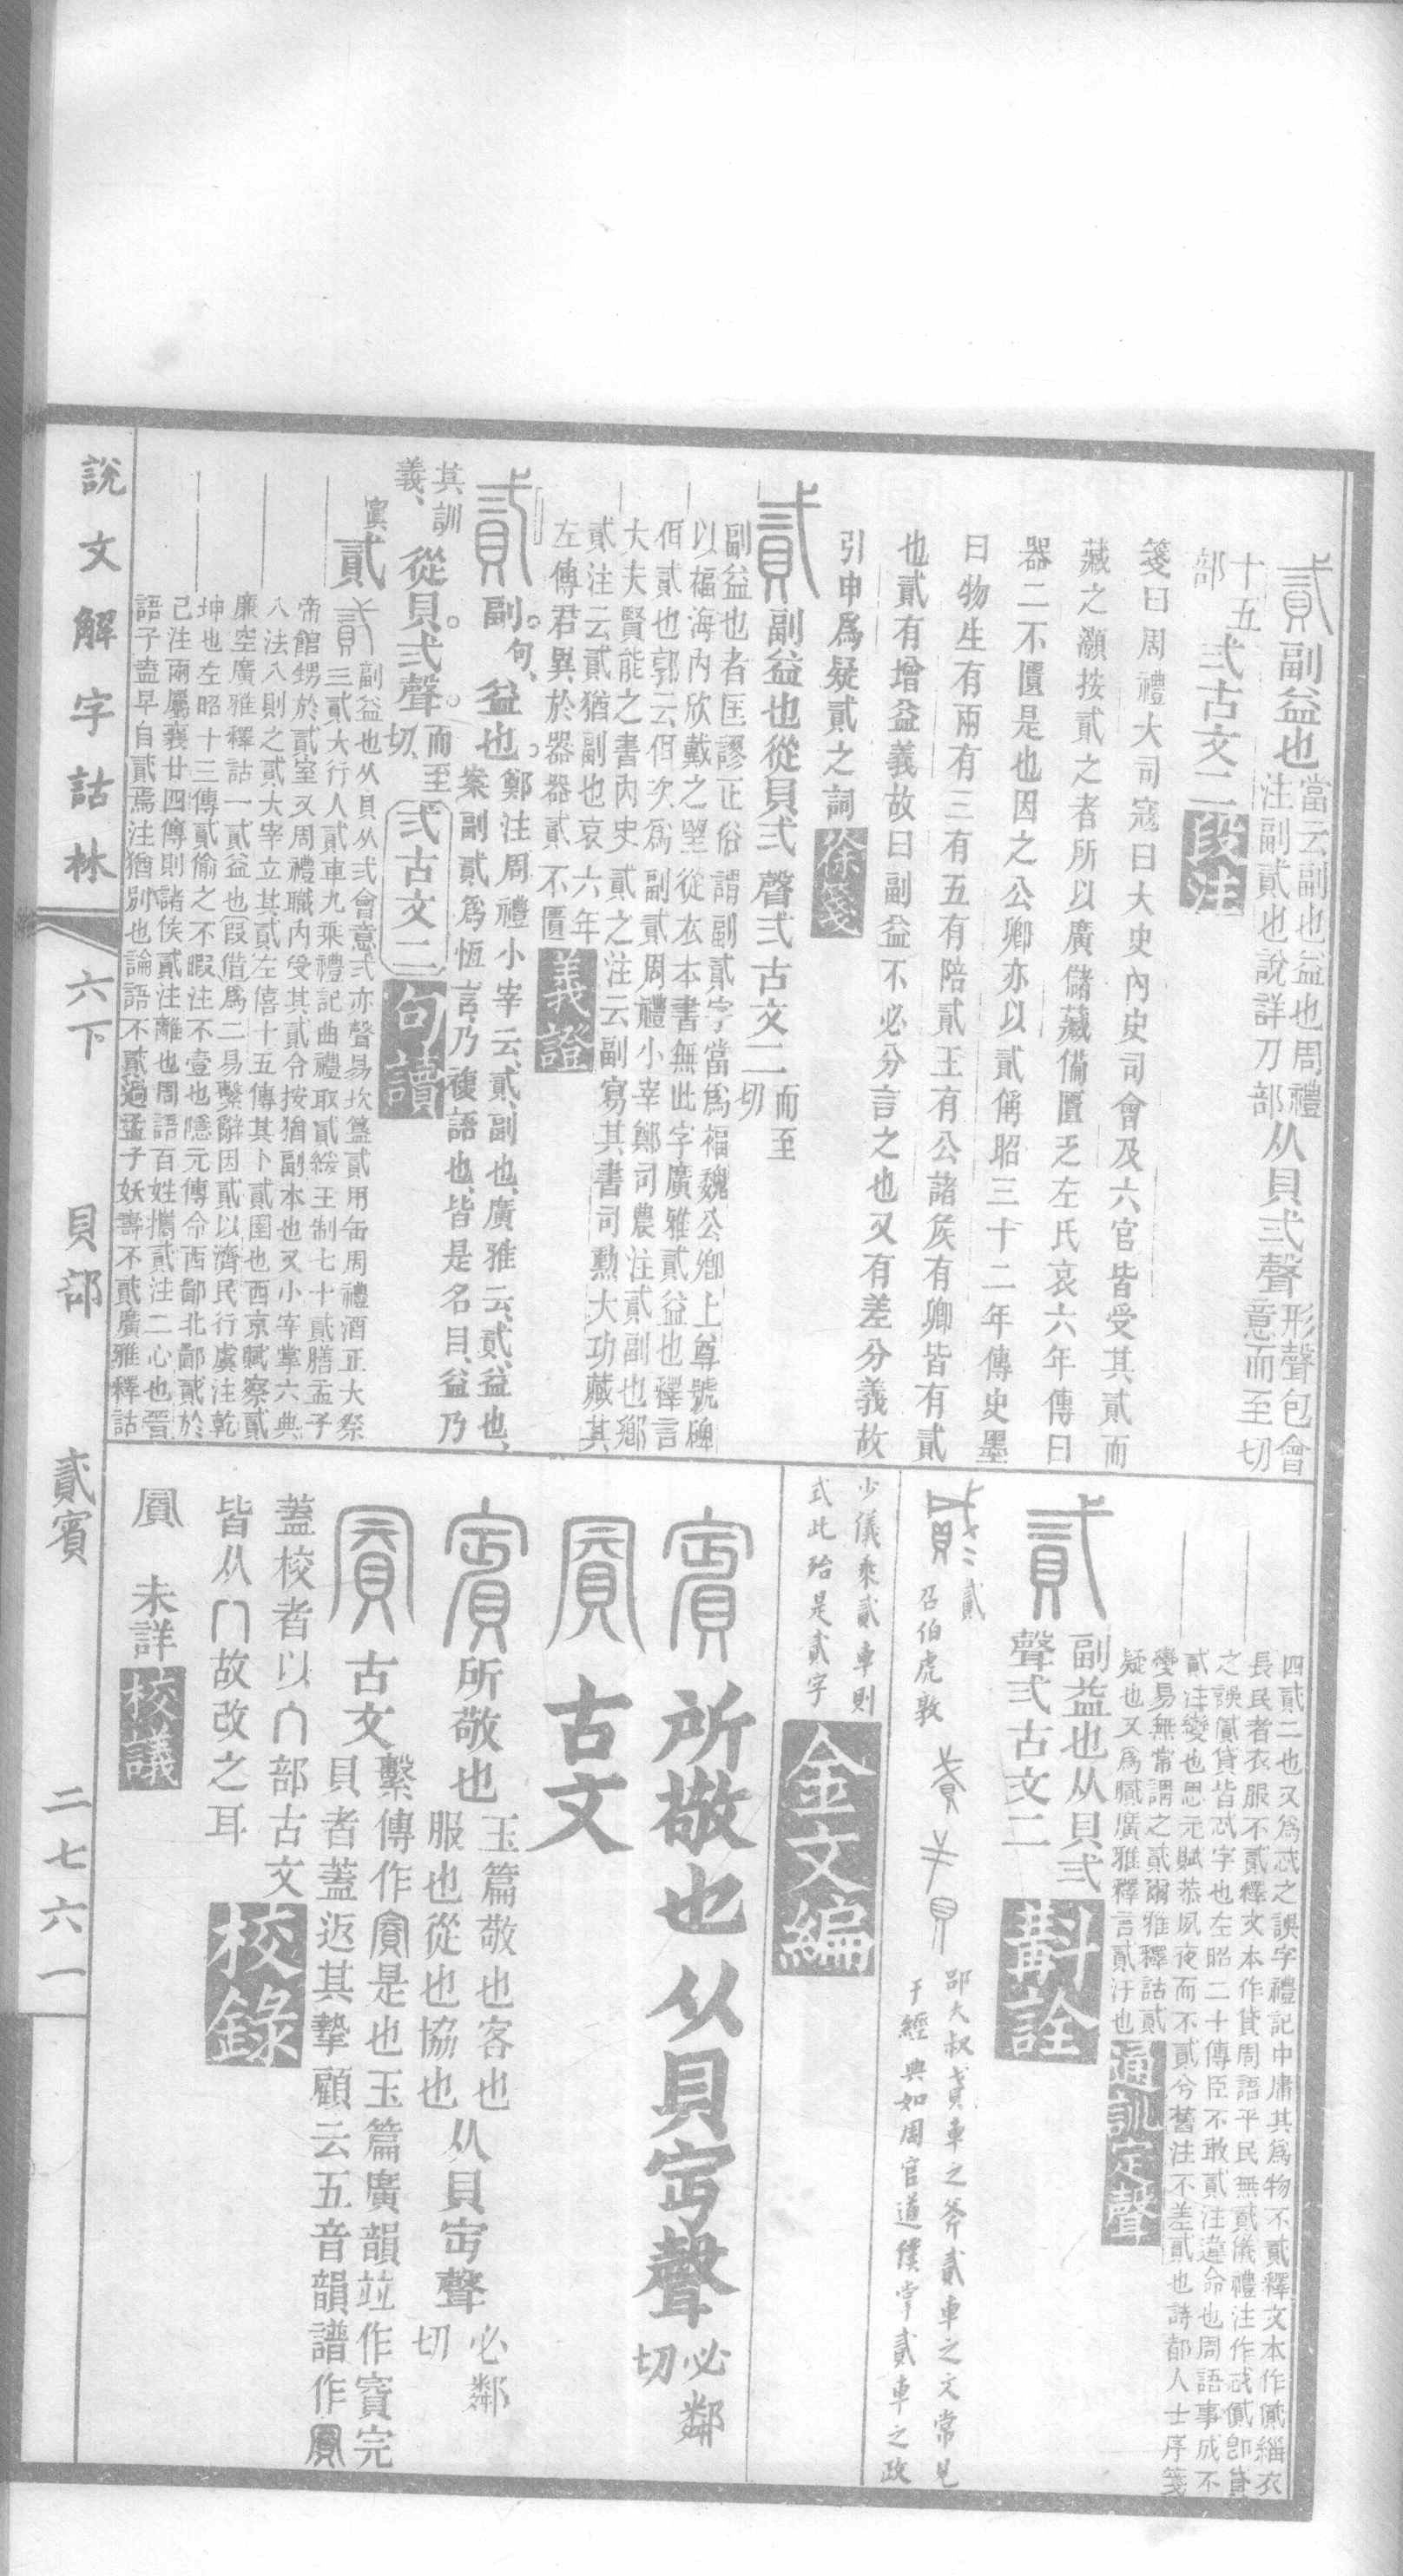 貳副益也當云副也益也周禮
注副貳也說詳刀部从貝弍聲形聲包會
意而至切
十五
部弍古文二段注
箋曰周禮大司寇曰大史內史司會及六官皆受其貳而
藏之灝按貳之者所以廣儲藏備匱乏左氏哀六年傳曰
器二不匱是也因之公卿亦以貳偁昭三十二年傳史墨
曰物生有兩有三有五有陪貳王有公諸矦有卿皆有貳
也貳有增益義故曰副益不必分言之也又有差分義故
引申爲疑貳之詞徐箋
貳副益也從貝弍聲弍古文二而至
切
副益也者匡謬正俗謂副貳字當爲福魏公卿上尊號碑
以福海內欣戴之望從衣本書無此字廣雅貳益也釋言
佴貳也郭云佴次爲副貳周禮小宰鄭司農注貳副也鄉
大夫賢能之書內史貳之注云副寫其書司勳大功藏其
貳注云貳猶副也哀六年
左傳君異於器器貳不匱義證
貳副句益也鄭注周禮小宰云貳副也廣雅云貳益也
案副貳爲恆言乃複語也皆是名目益乃
其訓
義從貝弍聲而至
切弍古文二句讀
貳貳副益也从貝从弍會意弍亦聲易坎簋貳用缶周禮酒正大祭
三貳大行人貳車九乘禮記曲禮取貳綏王制七十貳膳孟子
帝館甥於貳室又周禮職內受其貳令按猶副本也又小宰掌六典
八法八則之貳大宰立其貳左僖十五傳其卜貳圉也西京賦察貳
廉空廣雅釋詁一貳益也叚借爲二易繫辭因貳以濟民行虞注乾
坤也左昭十三傳貳偷之不暇注不壹也隱元傳命西鄙北鄙貳於
己注兩屬襄廿四傳則諸侯貳注離也周語百姓攜貳注二心也晉
語子盍早自貳焉注猶別也論語不貳過孟子妖壽不貳廣雅釋詁
四貳二也又爲忒之誤字禮記中庸其爲物不貳釋文本作貣緇衣
長民者衣服不貳釋文本作貸周語平民無貳儀禮注作忒貣卽貸
之誤貣貸皆忒字也左昭二十傳臣不敢貳注違命也周語事成不
貳注變也思元賦恭夙夜而不貳兮舊注不差貳也詩都人士序箋
變易無常謂之貳爾雅釋詁貳
疑也又爲膩廣雅釋言貳汙也通訓定聲
貳副益也从貝弍
聲弍古文二斠詮
貳召伯虎敦
邵大叔貳車之斧貳車之文常見
于經典如周官道僕掌貳車之政
少儀乘貳車則
式此殆是貳字金文編
賓所敬也从貝宀聲必鄰
切
古文
賓所敬也玉篇敬也客也
服也從也協也从貝聲必鄰
切
古文繫傳作是也玉篇廣韻竝作賓完
貝者蓋返其摯顧云五音韻譜作
蓋校者以部古文
皆从冂故改之耳校錄
未詳校議
說文解字詁林 六下 貝部 貳賓 二七六一